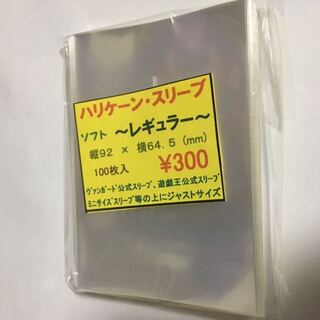 ハリケーン・スリーブ
ソフト ～レギュラー～
縦92 × 横64.5 (mm)
100枚入 ¥300
ヴァンガード公式スリーブ、遊戯王公式スリーブ
ミニサイズスリーブ等の上にジャストサイズ